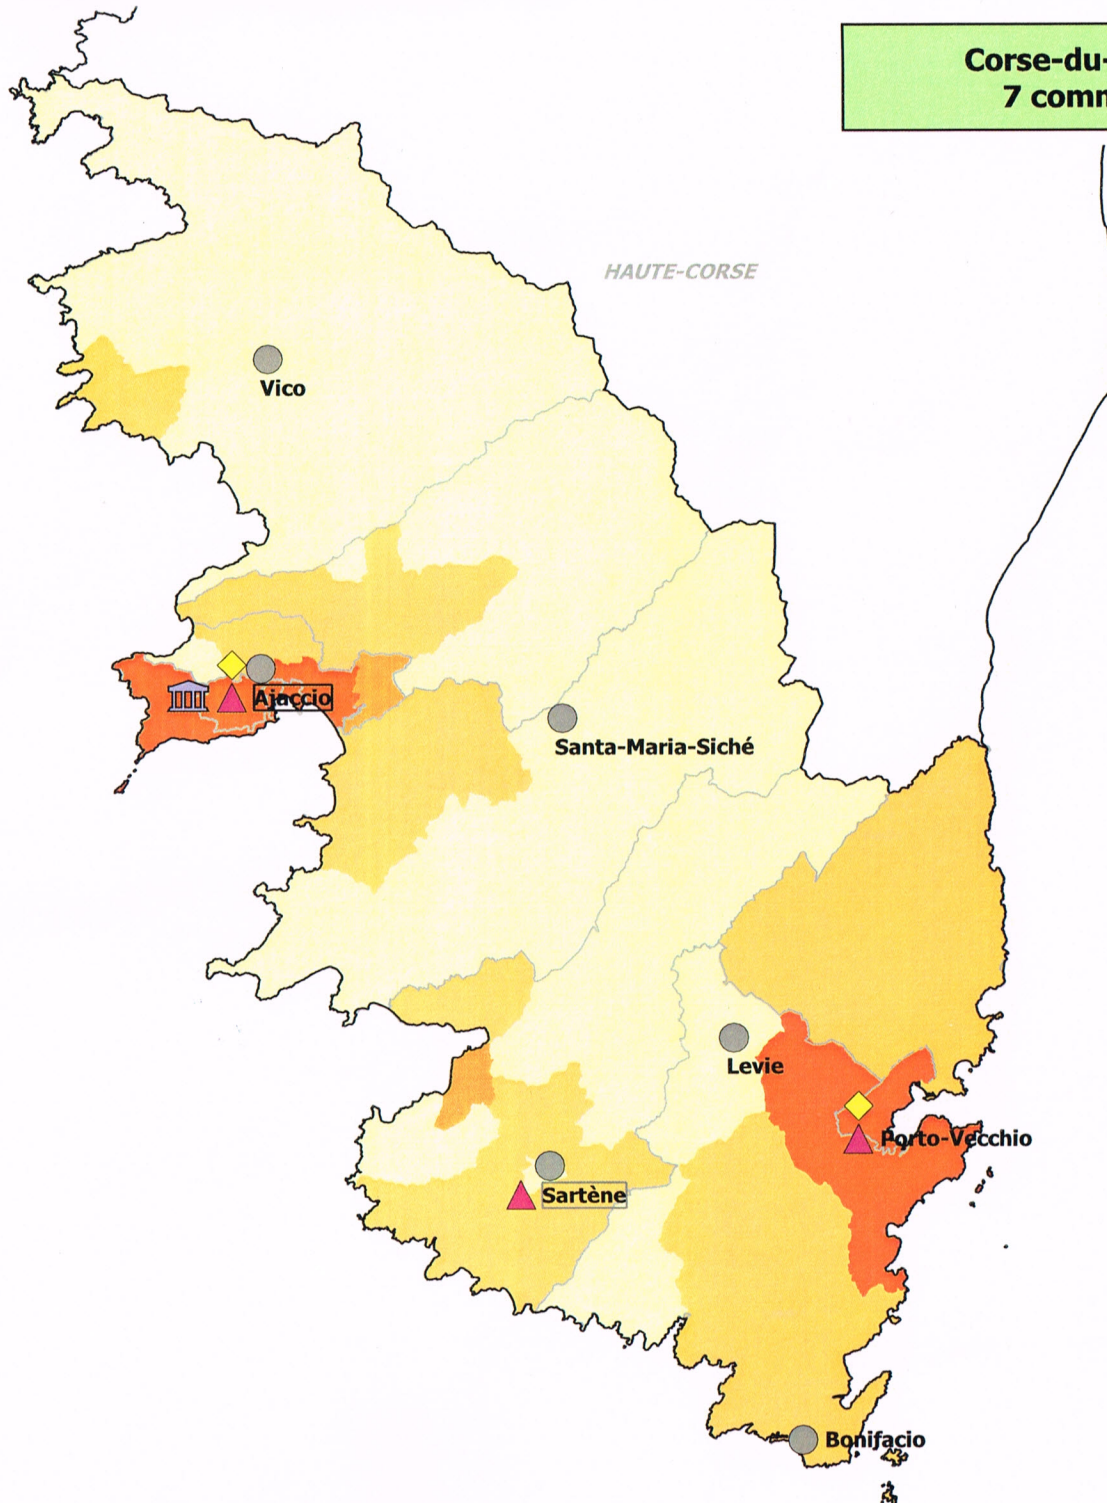 Corse-du-
7 comm
HAUTE-CORSE
Vico
Ajaccio
Santa-Maria-Siché
Levie
Porto-Vecchio
Sartène
Bonifacio